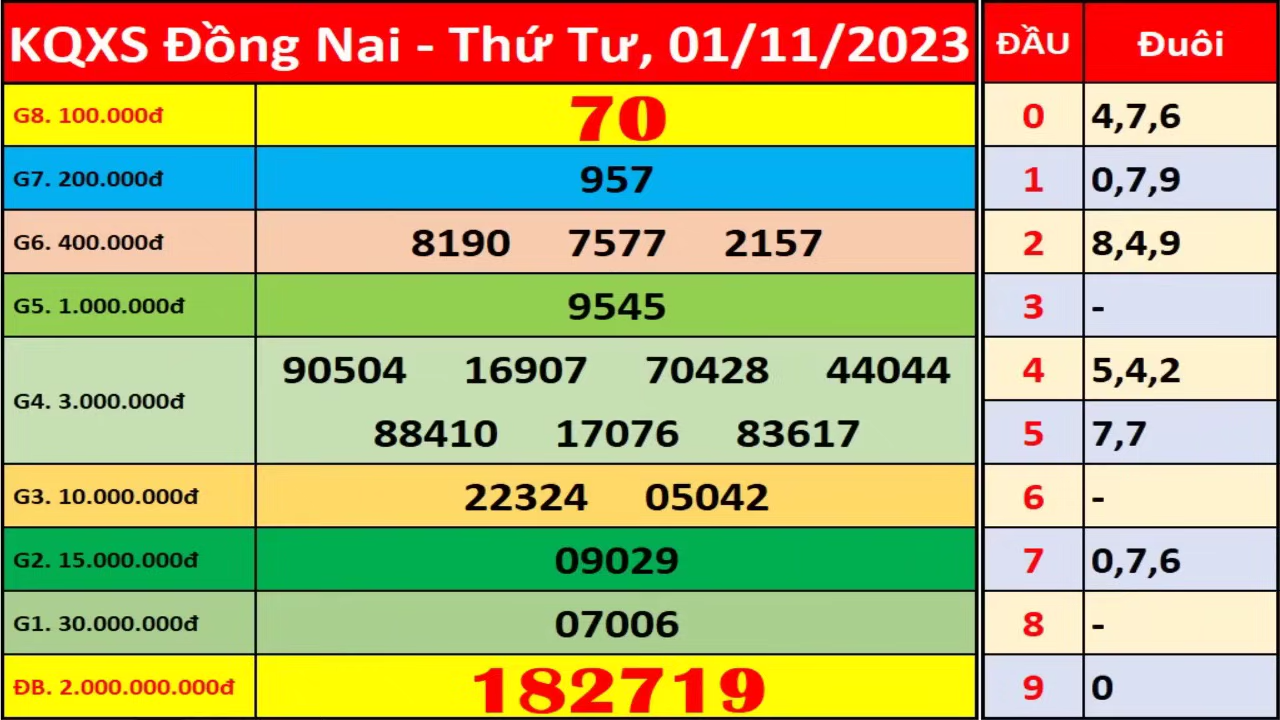 KQXS Đồng Nai - Thứ Tư, 01/11/2023 ĐẦU Đuôi
G8. 100.000đ 70 0 4,7,6
G7. 200.000đ 957 1 0,7,9
G6. 400.000đ 8190 7577 2157 2 8,4,9
G5. 1.000.000đ 9545 3 -
90504 16907 70428 44044 4 5,4,2
G4. 3.000.000đ
88410 17076 83617 5 7,7
G3. 10.000.000đ 22324 05042 6 -
G2. 15.000.000đ 09029 7 0,7,6
G1. 30.000.000đ 07006 8 -
ĐB. 2.000.000.000đ 182719 9 0